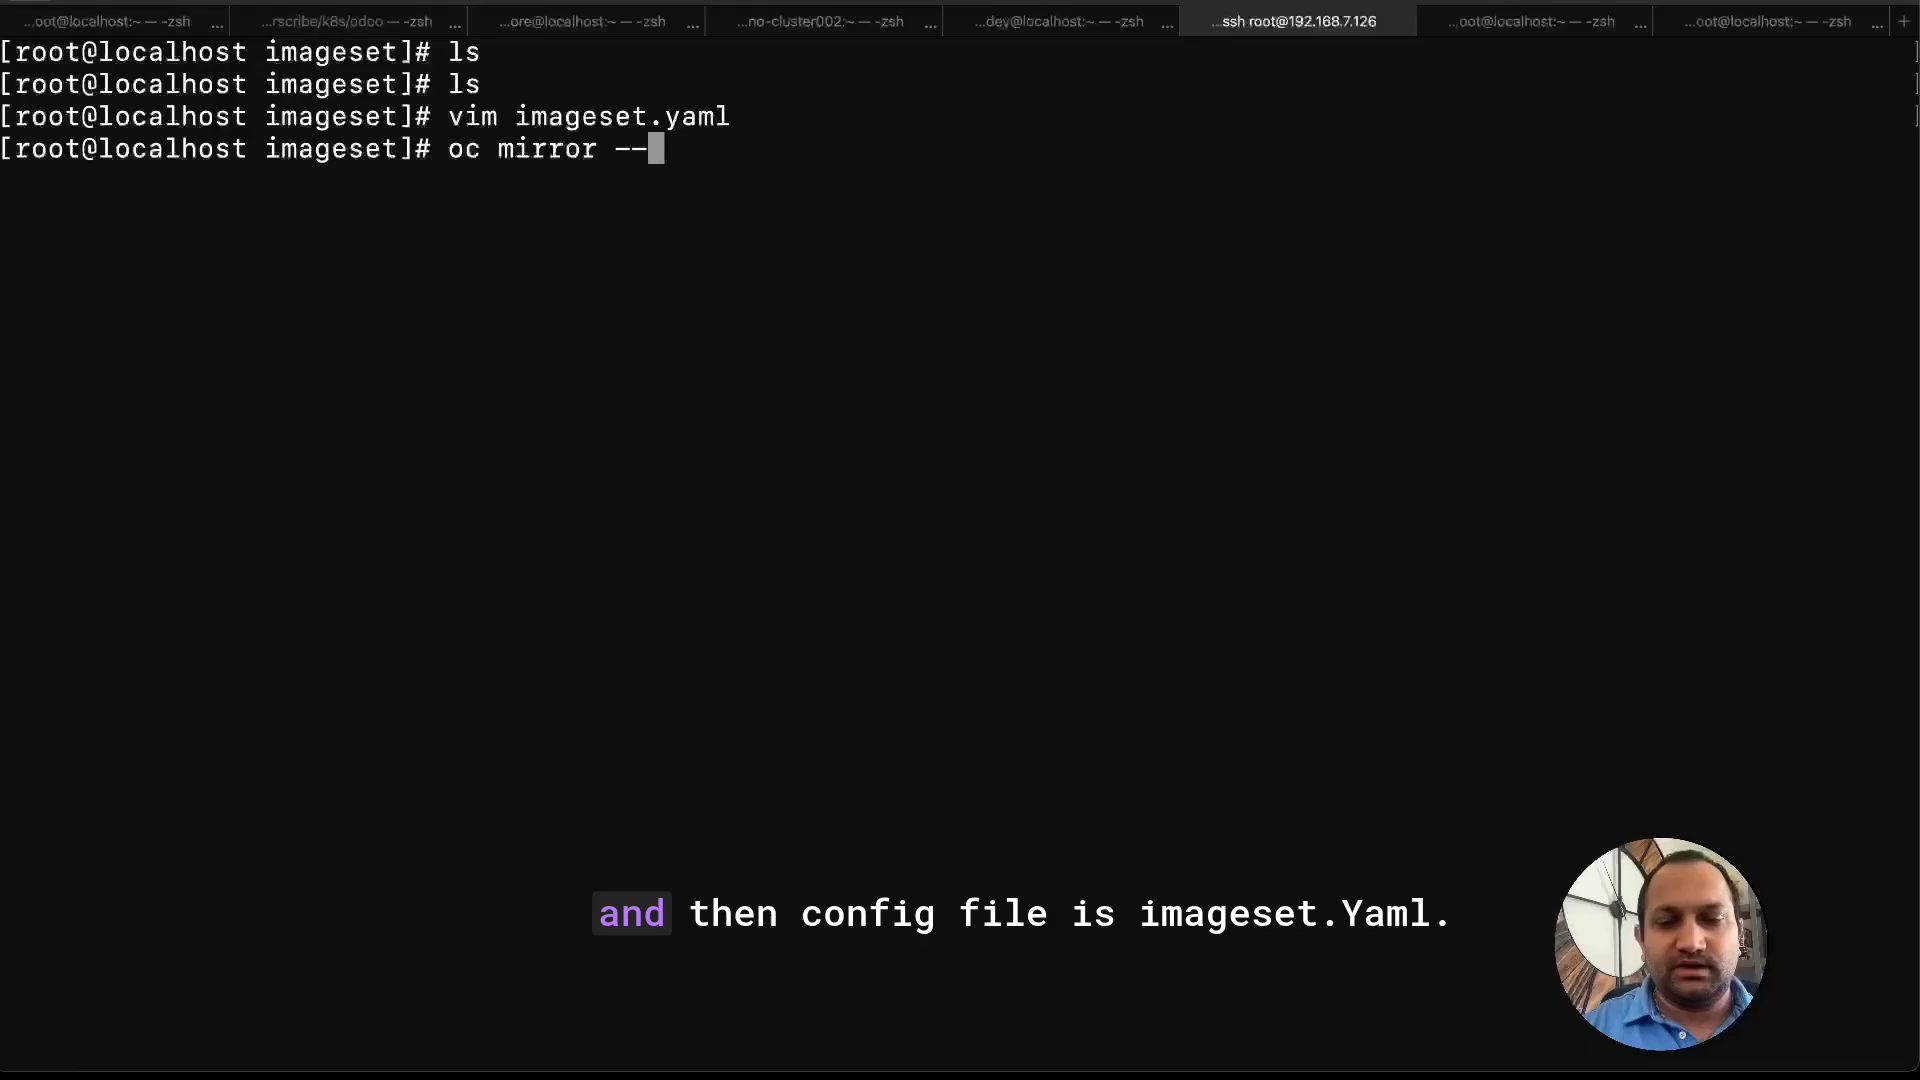 ...oot@localhost:~ — -zsh ... ...rscribe/k8s/odoo — -zsh ... ...ore@localhost:~ — -zsh ... ...no-cluster002:~ — -zsh ... ...dev@localhost:~ — -zsh ... ...ssh root@192.168.7.126 ...oot@localhost:~ — -zsh ... ...oot@localhost:~ — -zsh ... +
[root@localhost imageset]# ls ]
[root@localhost imageset]# ls ]
[root@localhost imageset]# vim imageset.yaml ]
[root@localhost imageset]# oc mirror --
and then config file is imageset.Yaml.